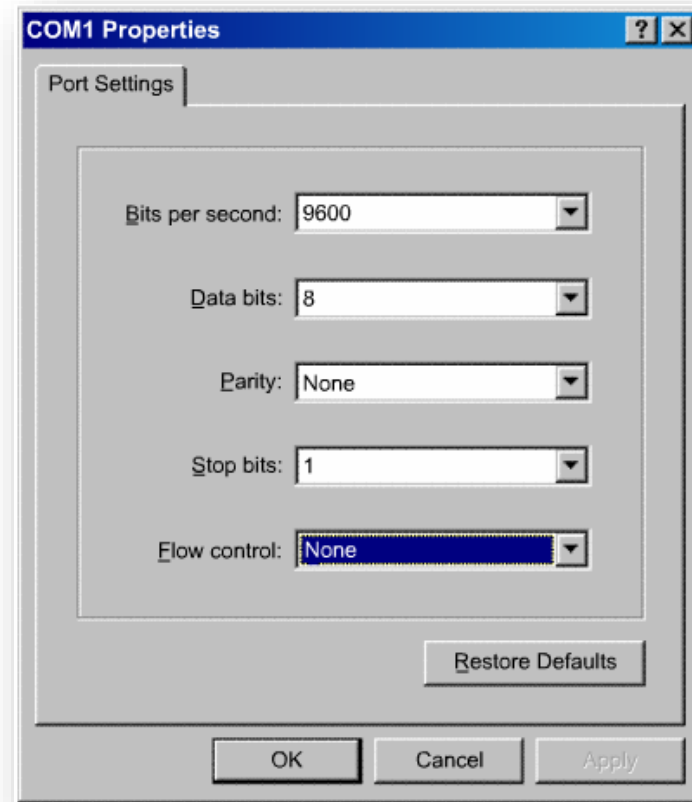 COM1 Properties ?
Port Settings
Bits per second: 9600
Data bits: 8
Parity: None
Stop bits: 1
Flow control: None
Restore Defaults
OK Cancel Apply